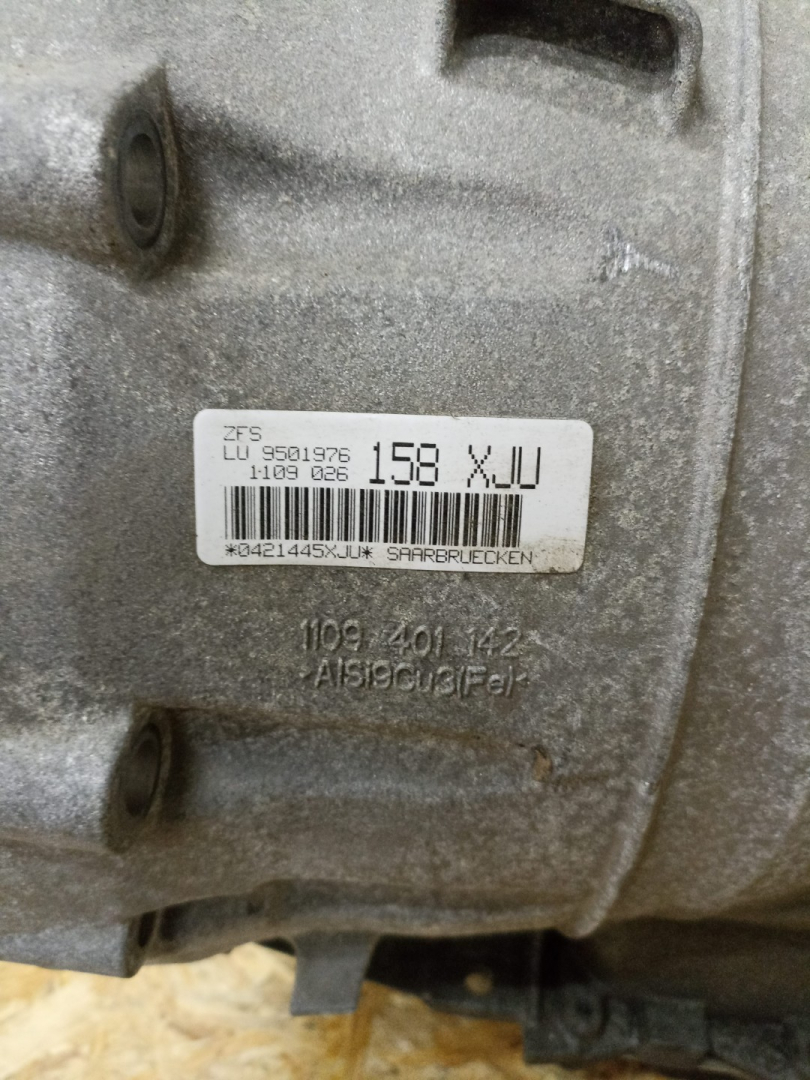 ZFS
LU 9501976 158 XJU
1109 026
*0421445XJU* SAARBRUECKEN
1109 401 142
>AlSi9Cu3(Fe)<